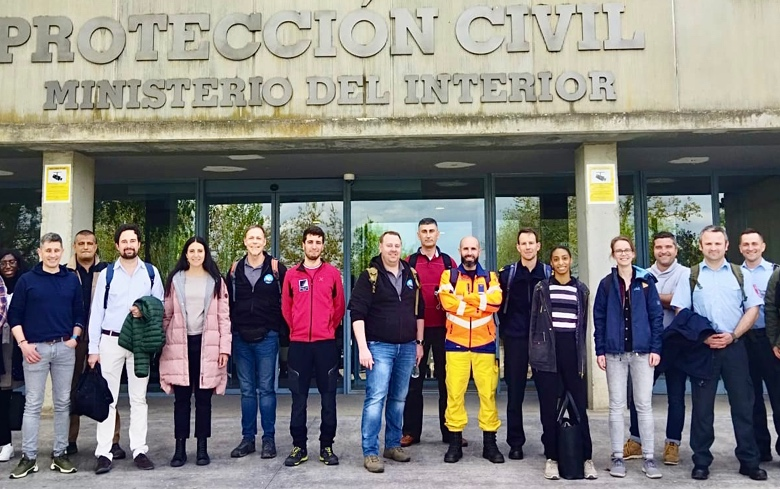 PROTECCIÓN CIVIL
MINISTERIO DEL INTERIOR